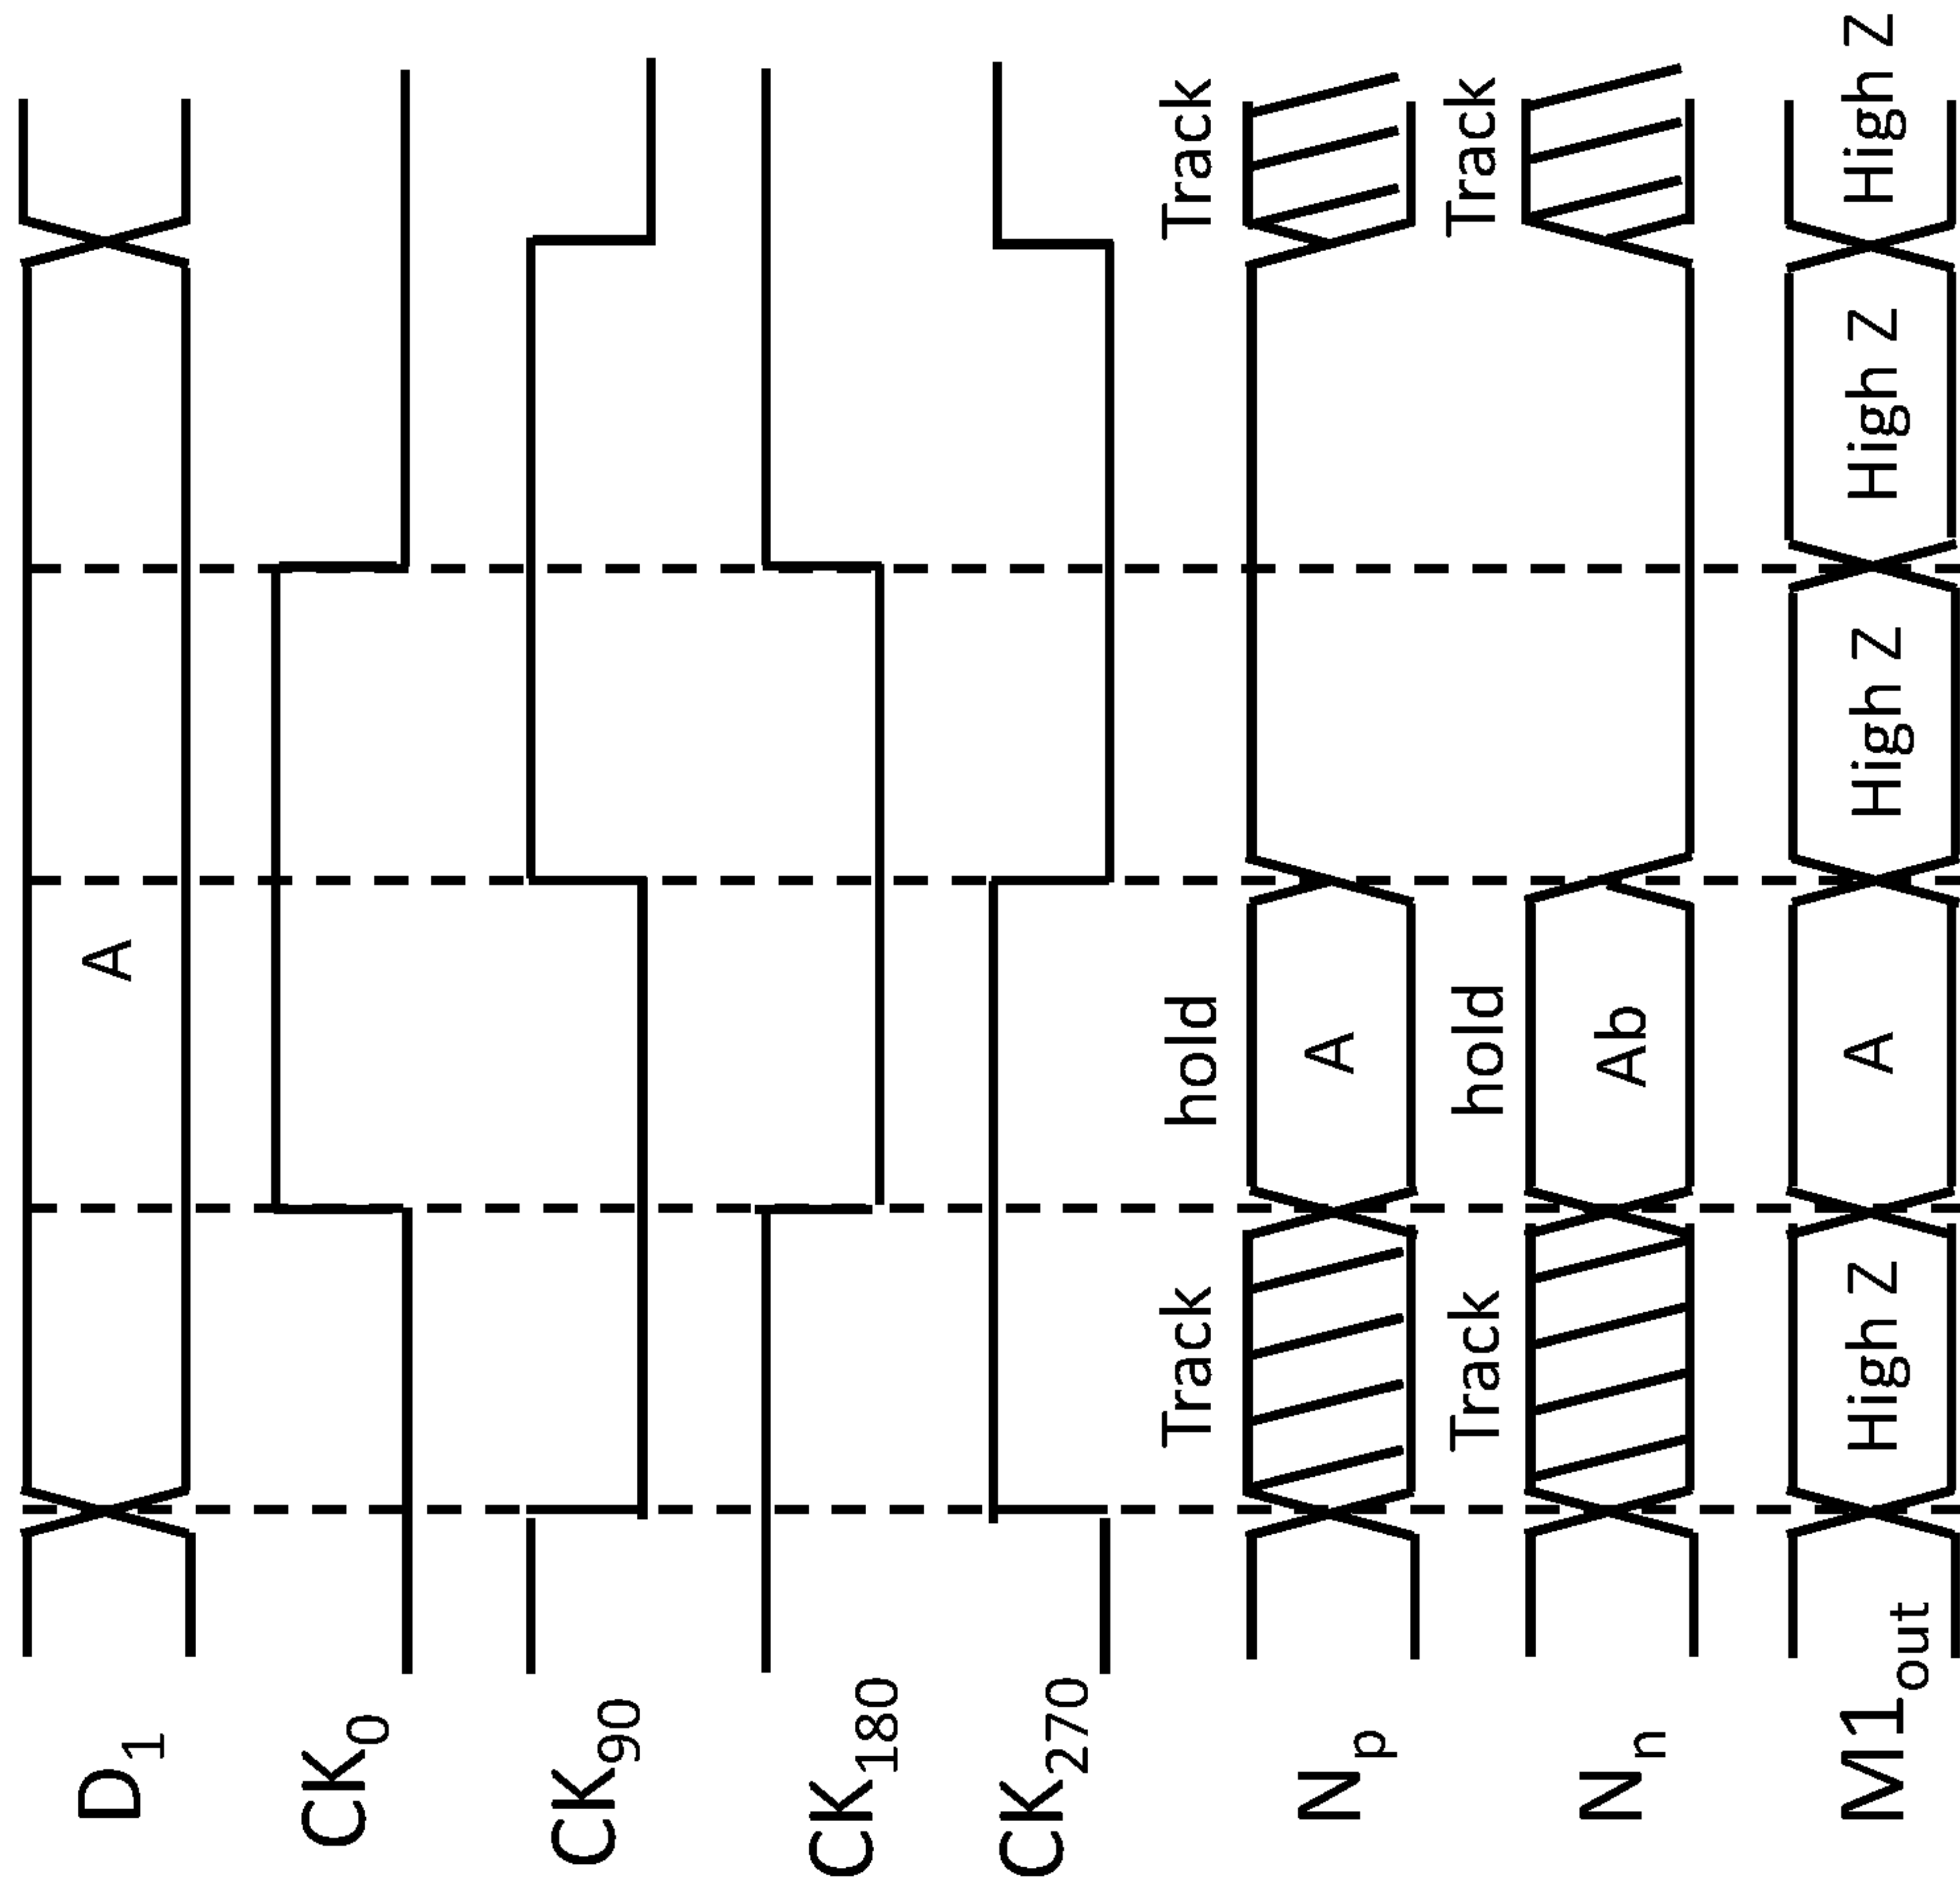 D1 A
CK0
CK90
CK180
CK270
Track hold Track
Np A
Track hold Track
Nn Ab
M1out High Z A High Z High Z High Z